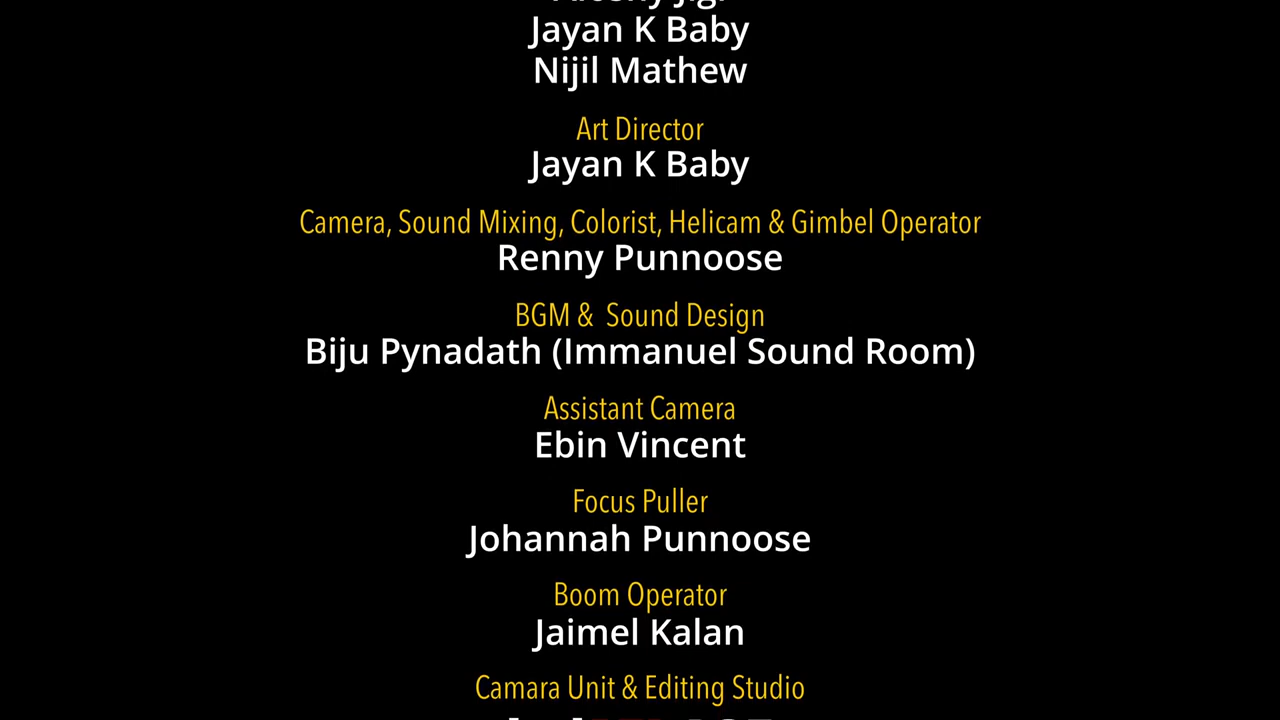 Jayan K Baby
Nijil Mathew
Art Director
Jayan K Baby
Camera, Sound Mixing, Colorist, Helicam & Gimbel Operator
Renny Punnoose
BGM &  Sound Design
Biju Pynadath (Immanuel Sound Room)
Assistant Camera
Ebin Vincent
Focus Puller
Johannah Punnoose
Boom Operator
Jaimel Kalan
Camara Unit & Editing Studio